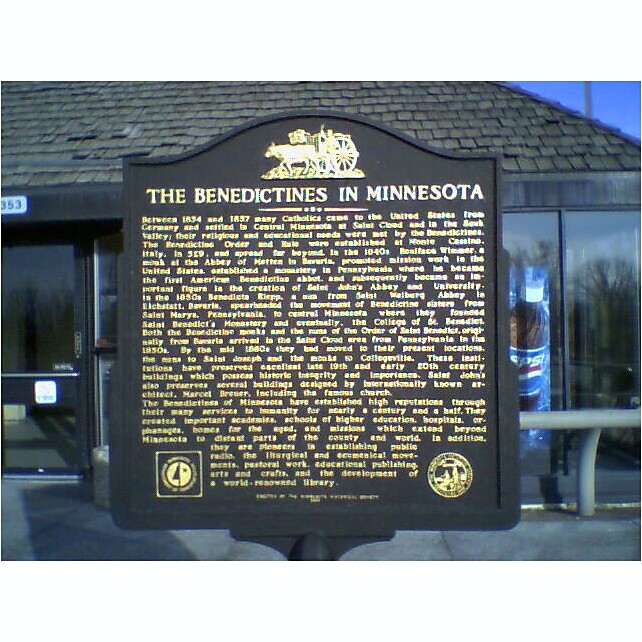 353
THE BENEDICTINES IN MINNESOTA
Between 1854 and 1857 many Catholics came to the United States from
Germany and settled in Central Minnesota at Saint Cloud and in the Sauk
Valley; their religious and educational needs were met by the Benedictines.
The Benedictine Order and Rule were established at Monte Cassino,
Italy, in 529, and spread far beyond. In the 1840s Boniface Wimmer, a
monk at the Abbey of Metten in Bavaria, promoted mission work in the
United States, established a monastery in Pennsylvania where he became
the first American Benedictine abbot, and subsequently became an im-
portant figure in the creation of Saint John's Abbey and University.
In the 1850s Benedicta Riepp, a nun from Saint Walburg Abbey in
Eichstatt, Bavaria, spearheaded the movement of Benedictine sisters from
Saint Marys, Pennsylvania, to central Minnesota where they founded
Saint Benedict's Monastery and eventually, the College of St. Benedict.
Both the Benedictine monks and the nuns of the Order of Saint Benedict, origi-
nally from Bavaria arrived in the Saint Cloud area from Pennsylvania in the
1850s. By the mid 1860s they had moved to their present locations,
the nuns to Saint Joseph and the monks to Collegeville. These insti-
tutions have preserved excellent late 19th and early 20th century
buildings which possess historic integrity and importance. Saint John's
also preserves several buildings designed by internationally known ar-
chitect, Marcel Breuer, including the famous church.
The Benedictines of Minnesota have established high reputations through
their many services to humanity for nearly a century and a half. They
created important academies, schools of higher education, hospitals, or-
phanages, homes for the aged, and missions which extend beyond
Minnesota to distant parts of the county and world. In addition,
they are pioneers in establishing public
radio, the liturgical and ecumenical move-
ments, pastoral work, educational publishing,
arts and crafts, and the development of
a world-renowned library.
ERECTED BY THE MINNESOTA HISTORICAL SOCIETY
PEPSI